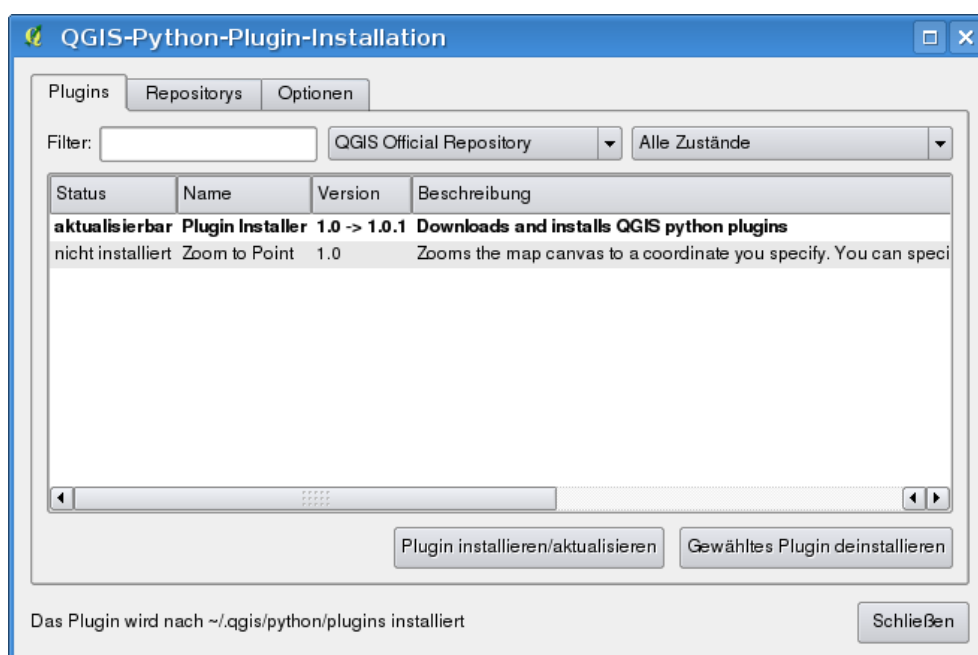 QGIS-Python-Plugin-Installation
Plugins Repositorys Optionen
Filter: QGIS Official Repository Alle Zustände
Status Name Version Beschreibung
aktualisierbar Plugin Installer 1.0 -> 1.0.1 Downloads and installs QGIS python plugins
nicht installiert Zoom to Point 1.0 Zooms the map canvas to a coordinate you specify. You can speci
Plugin installieren/aktualisieren Gewähltes Plugin deinstallieren
Das Plugin wird nach ~/.qgis/python/plugins installiert Schließen